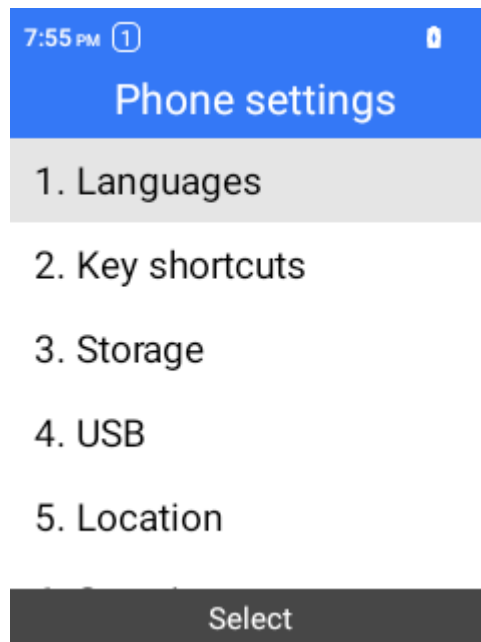 7:55 PM 1
Phone settings
1. Languages
2. Key shortcuts
3. Storage
4. USB
5. Location
Select